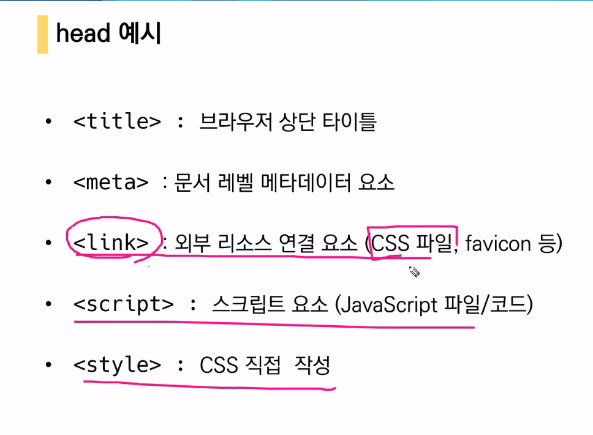 head 예시
• <title> : 브라우저 상단 타이틀
• <meta> : 문서 레벨 메타데이터 요소
• <link> : 외부 리소스 연결 요소 (CSS 파일, favicon 등)
• <script> : 스크립트 요소 (JavaScript 파일/코드)
• <style> : CSS 직접 작성